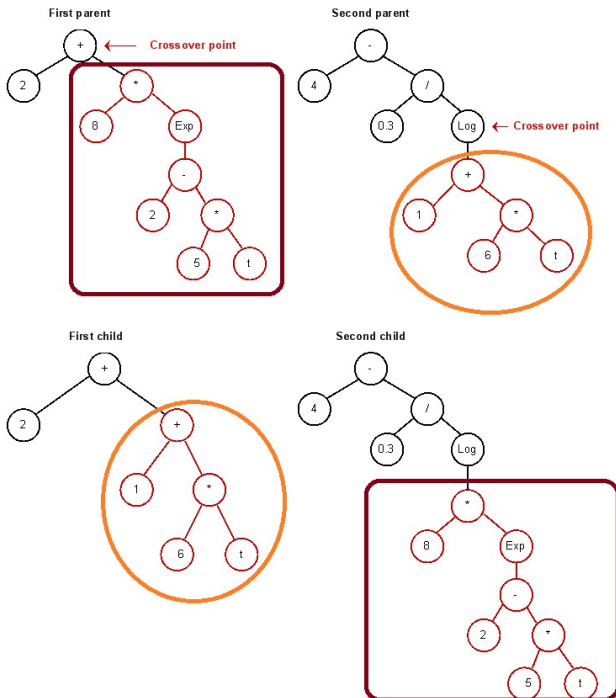 First parent
Second parent
+
← Crossover point
-
2
*
4
/
8
Exp
0.3
Log
← Crossover point
-
+
2
*
1
*
5
t
6
t
First child
Second child
+
-
2
+
4
/
1
*
0.3
Log
6
t
*
8
Exp
-
2
*
5
t